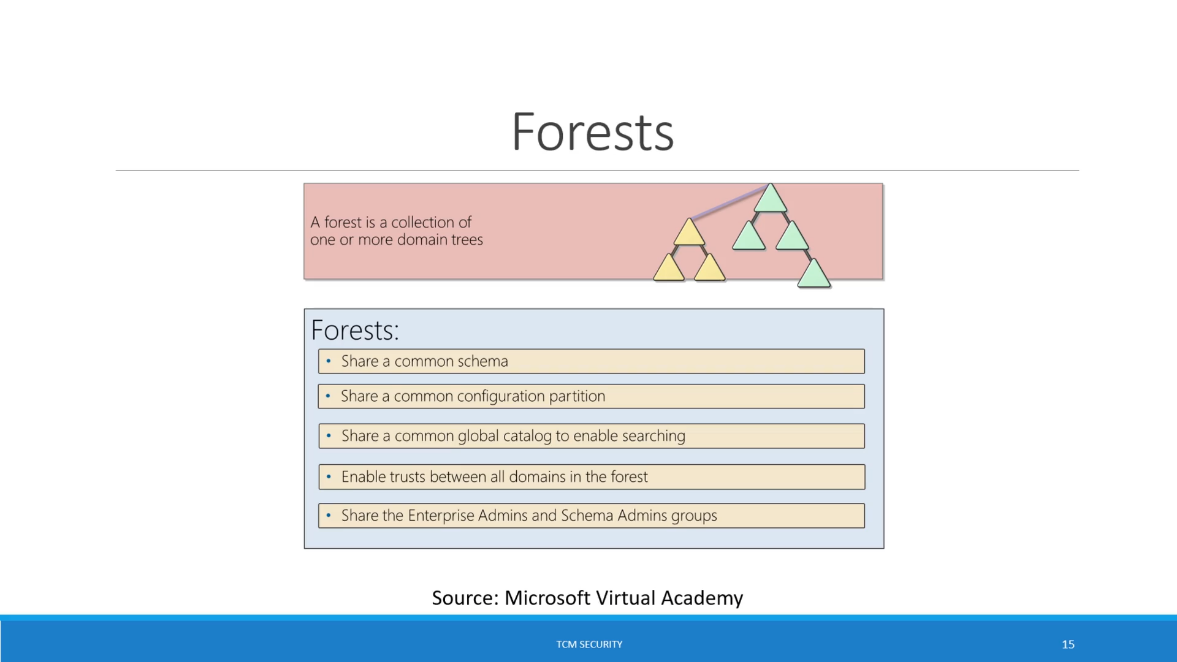 Forests
A forest is a collection of
one or more domain trees
Forests:
• Share a common schema
• Share a common configuration partition
• Share a common global catalog to enable searching
• Enable trusts between all domains in the forest
• Share the Enterprise Admins and Schema Admins groups
Source: Microsoft Virtual Academy
TCM SECURITY
15